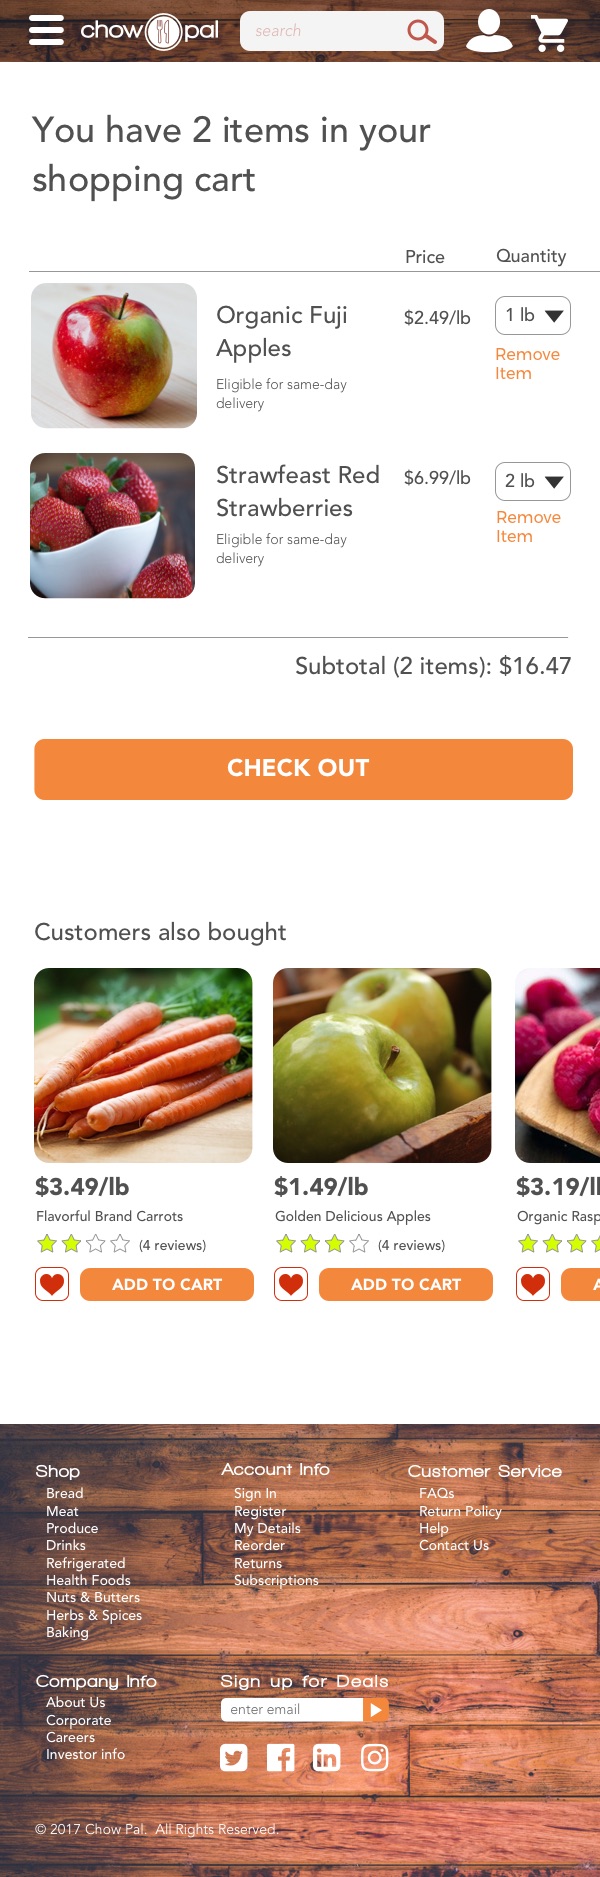 chow pal
search
You have 2 items in your
shopping cart
Price
Quantity
Organic Fuji
Apples
$2.49/lb
1 lb
Eligible for same-day
delivery
Remove
Item
Strawfeast Red
Strawberries
$6.99/lb
2 lb
Eligible for same-day
delivery
Remove
Item
Subtotal (2 items): $16.47
CHECK OUT
Customers also bought
$3.49/lb
Flavorful Brand Carrots
(4 reviews)
ADD TO CART
$1.49/lb
Golden Delicious Apples
(4 reviews)
ADD TO CART
$3.19/l
Organic Rasp
A
Shop
Bread
Meat
Produce
Drinks
Refrigerated
Health Foods
Nuts & Butters
Herbs & Spices
Baking
Account Info
Sign In
Register
My Details
Reorder
Returns
Subscriptions
Customer Service
FAQs
Return Policy
Help
Contact Us
Company Info
About Us
Corporate
Careers
Investor info
Sign up for Deals
enter email
© 2017 Chow Pal. All Rights Reserved.